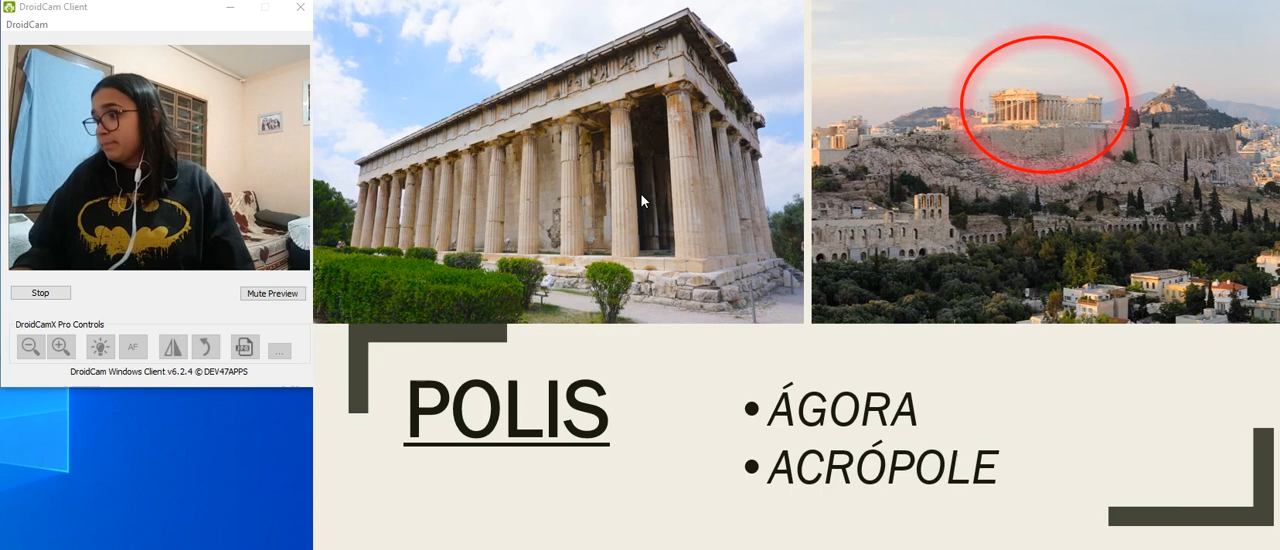 DroidCam Client
DroidCam
Stop
Mute Preview
DroidCamX Pro Controls
AF
JPG
...
DroidCam Windows Client v6.2.4 © DEV47APPS
POLIS
• ÁGORA
• ACRÓPOLE